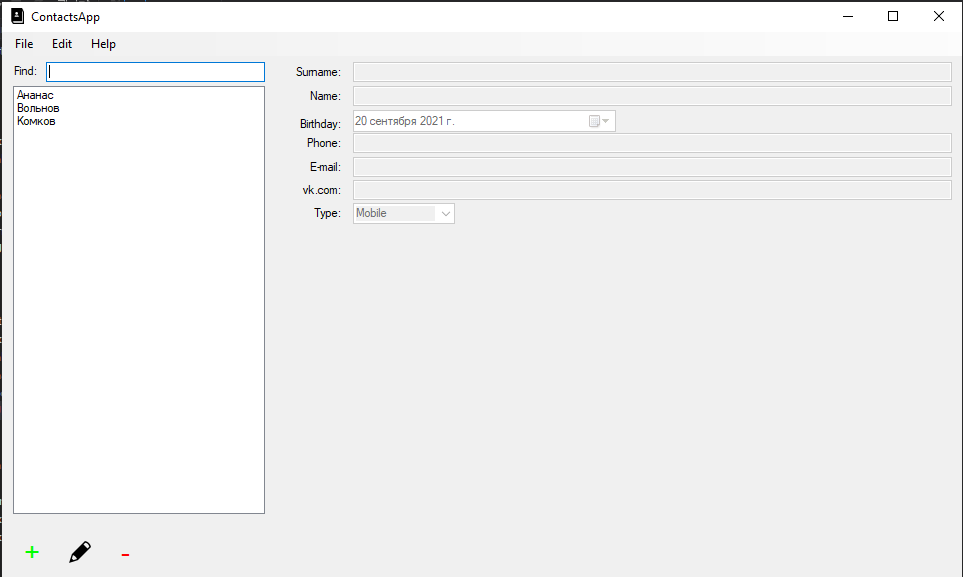 ContactsApp
File Edit Help
Find:
Ананас
Вольнов
Комков
Surname:
Name:
Birthday: 20 сентября 2021 г.
Phone:
E-mail:
vk.com:
Type: Mobile
+ -